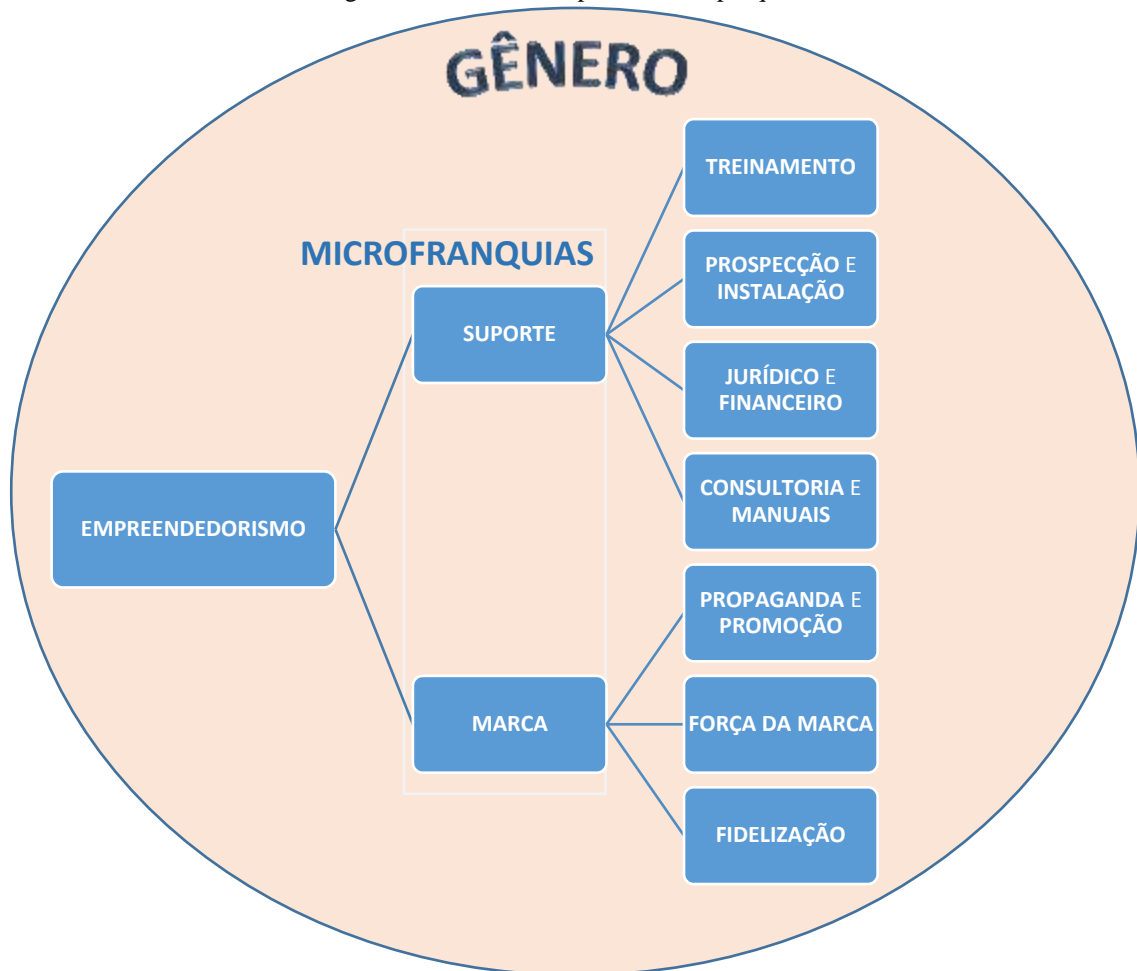 GÊNERO
MICROFRANQUIAS
EMPREENDEDORISMO
SUPORTE
MARCA
TREINAMENTO
PROSPECÇÃO E
INSTALAÇÃO
JURÍDICO E
FINANCEIRO
CONSULTORIA E
MANUAIS
PROPAGANDA E
PROMOÇÃO
FORÇA DA MARCA
FIDELIZAÇÃO